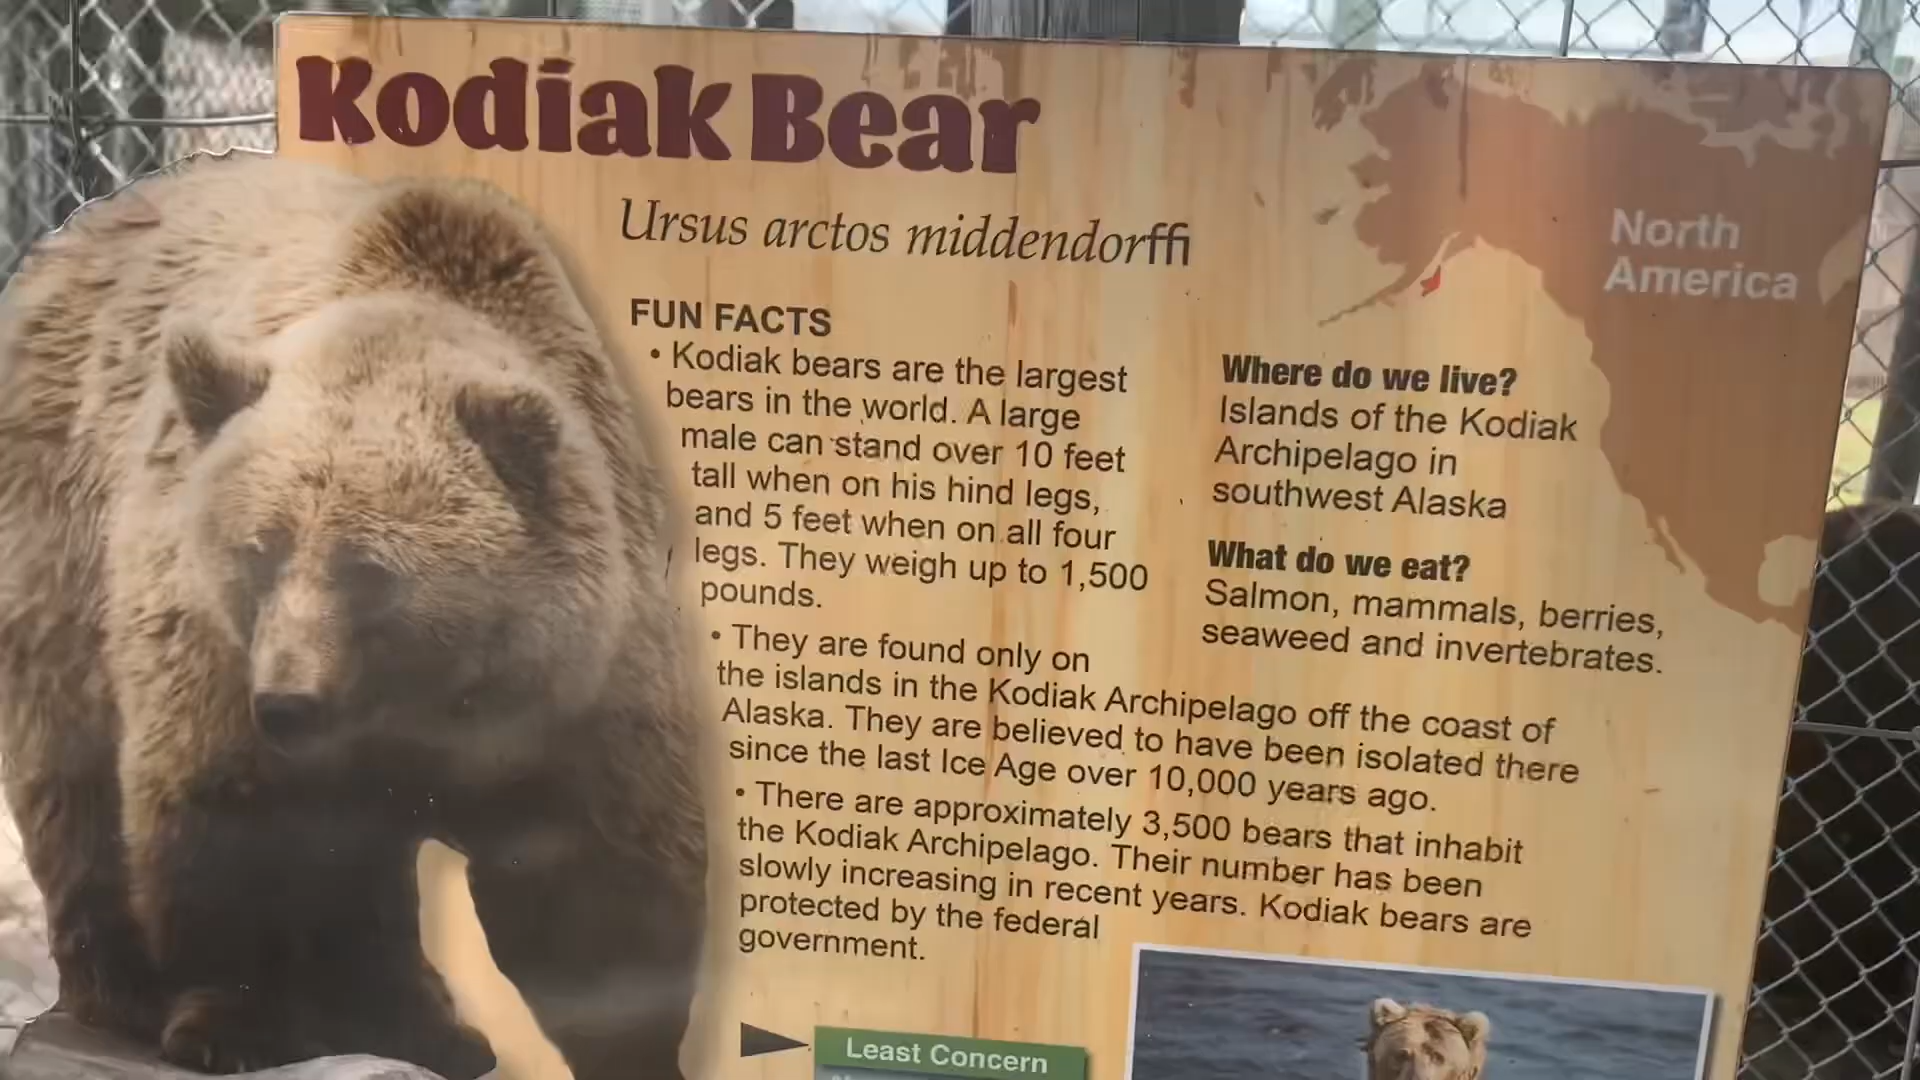 Kodiak Bear
Ursus arctos middendorffi
FUN FACTS
• Kodiak bears are the largest
bears in the world. A large
male can stand over 10 feet
tall when on his hind legs,
and 5 feet when on all four
legs. They weigh up to 1,500
pounds.
• They are found only on
the islands in the Kodiak Archipelago off the coast of
Alaska. They are believed to have been isolated there
since the last Ice Age over 10,000 years ago.
• There are approximately 3,500 bears that inhabit
the Kodiak Archipelago. Their number has been
slowly increasing in recent years. Kodiak bears are
protected by the federal
government.
North
America
Where do we live?
Islands of the Kodiak
Archipelago in
southwest Alaska
What do we eat?
Salmon, mammals, berries,
seaweed and invertebrates.
Least Concern